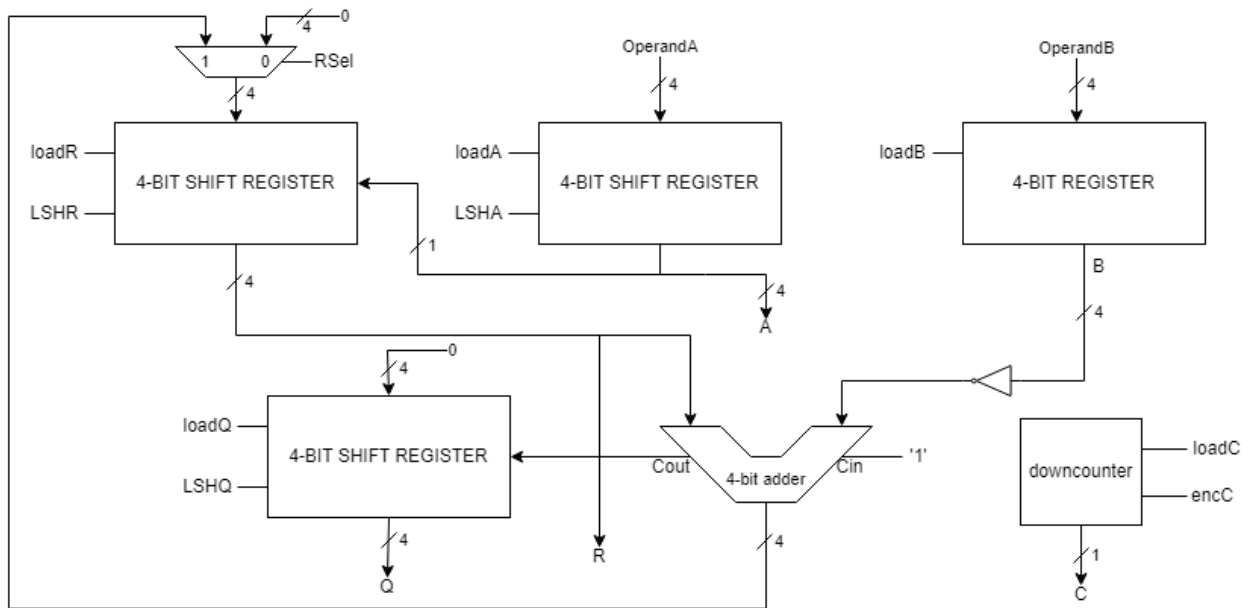 0
4
1 0
RSel
4
OperandA
4
OperandB
4
loadR
4-BIT SHIFT REGISTER
LSHR
loadA
4-BIT SHIFT REGISTER
LSHA
loadB
4-BIT REGISTER
1
4
4
A
B
4
0
4
loadQ
4-BIT SHIFT REGISTER
LSHQ
Cout
4-bit adder
Cin
'1'
downcounter
loadC
encC
4
Q
R
4
1
C